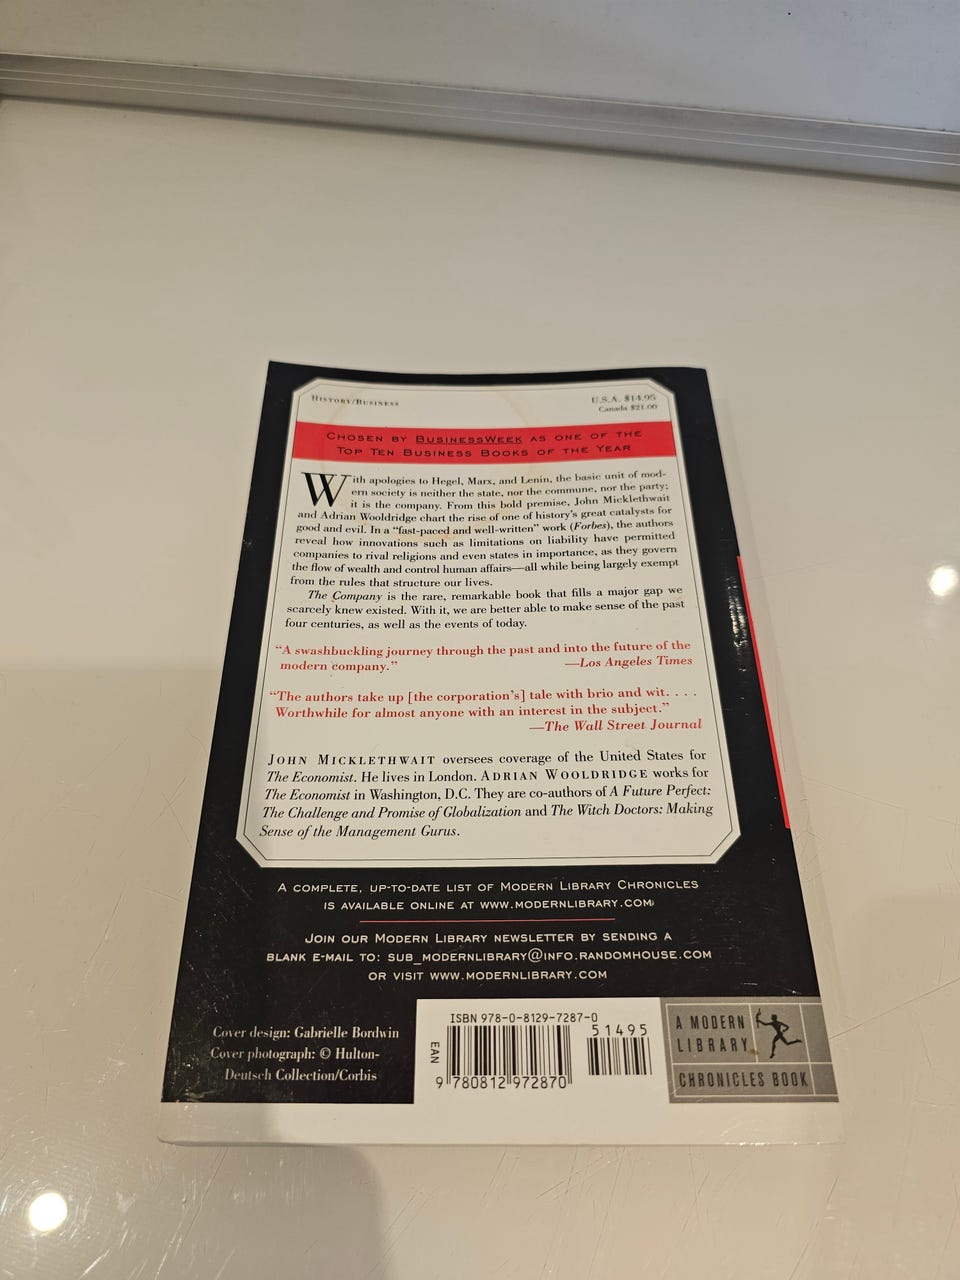 HISTORY/BUSINESS
U.S.A. $14.95
Canada $21.00
CHOSEN BY BUSINESSWEEK AS ONE OF THE
TOP TEN BUSINESS BOOKS OF THE YEAR
With apologies to Hegel, Marx, and Lenin, the basic unit of mod-
ern society is neither the state, nor the commune, nor the party;
it is the company. From this bold premise, John Micklethwait
and Adrian Wooldridge chart the rise of one of history's great catalysts for
good and evil. In a “fast-paced and well-written” work (Forbes), the authors
reveal how innovations such as limitations on liability have permitted
companies to rival religions and even states in importance, as they govern
the flow of wealth and control human affairs—all while being largely exempt
from the rules that structure our lives.
The Company is the rare, remarkable book that fills a major gap we
scarcely knew existed. With it, we are better able to make sense of the past
four centuries, as well as the events of today.
“A swashbuckling journey through the past and into the future of the
modern company.”
—Los Angeles Times
“The authors take up [the corporation's] tale with brio and wit. . . .
Worthwhile for almost anyone with an interest in the subject.”
—The Wall Street Journal
JOHN MICKLETHWAIT oversees coverage of the United States for
The Economist. He lives in London. ADRIAN WOOLDRIDGE works for
The Economist in Washington, D.C. They are co-authors of A Future Perfect:
The Challenge and Promise of Globalization and The Witch Doctors: Making
Sense of the Management Gurus.
A COMPLETE, UP-TO-DATE LIST OF MODERN LIBRARY CHRONICLES
IS AVAILABLE ONLINE AT WWW.MODERNLIBRARY.COM
JOIN OUR MODERN LIBRARY NEWSLETTER BY SENDING A
BLANK E-MAIL TO: SUB_MODERNLIBRARY@INFO.RANDOMHOUSE.COM
OR VISIT WWW.MODERNLIBRARY.COM
Cover design: Gabrielle Bordwin
Cover photograph: © Hulton-
Deutsch Collection/Corbis
ISBN 978-0-8129-7287-0
51495
EAN
9 780812 972870
A MODERN
LIBRARY
CHRONICLES BOOK